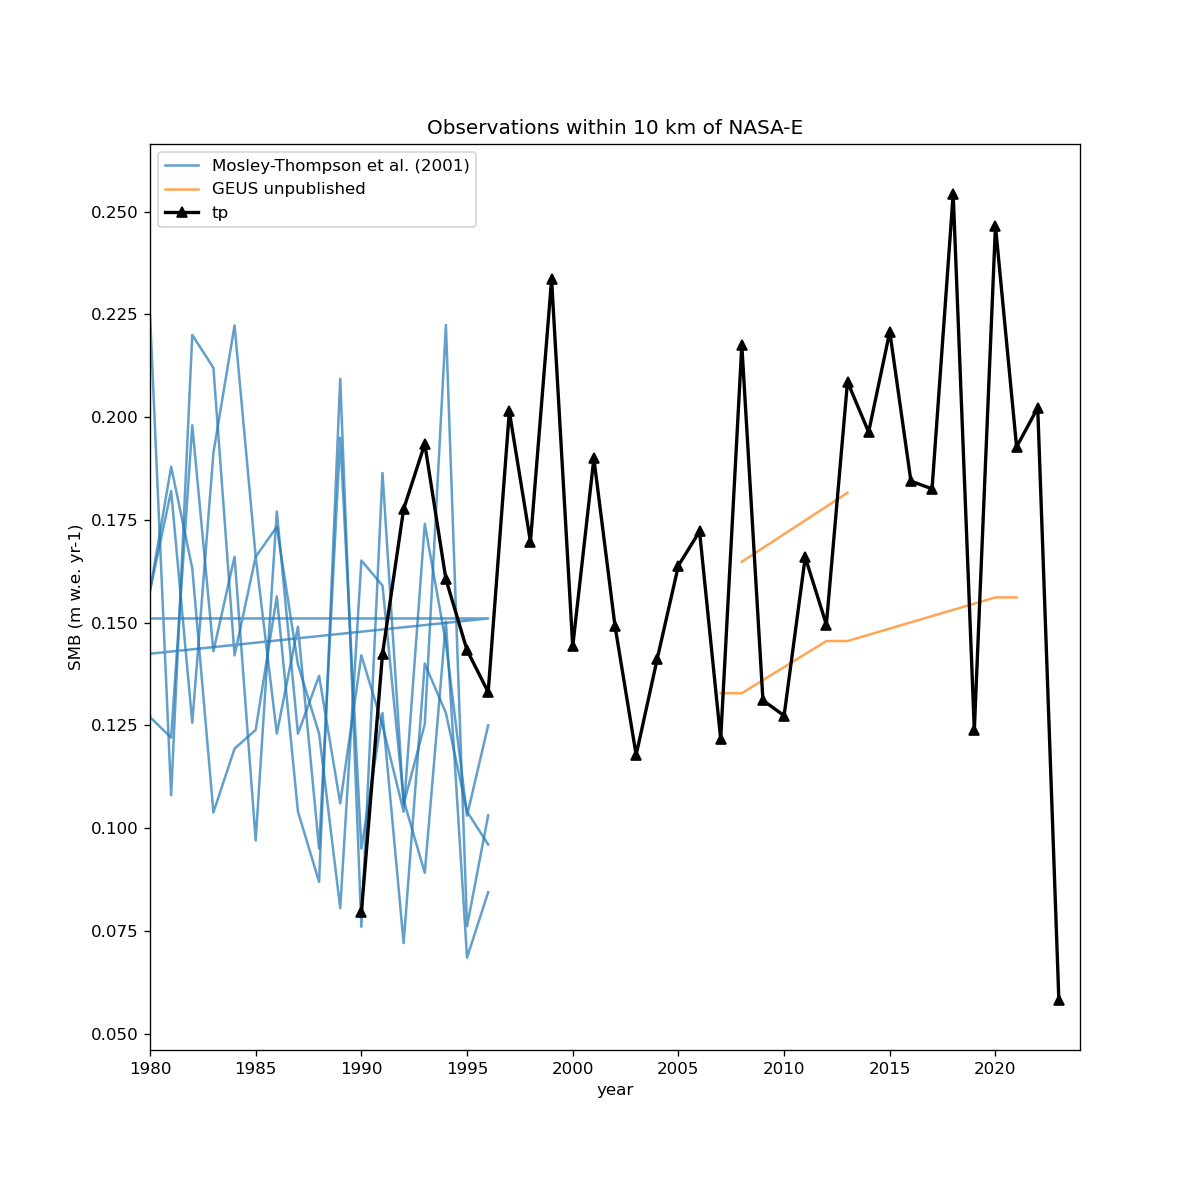 Observations within 10 km of NASA-E
Mosley-Thompson et al. (2001)
GEUS unpublished
tp
SMB (m w.e. yr-1)
0.250
0.225
0.200
0.175
0.150
0.125
0.100
0.075
0.050
1980 1985 1990 1995 2000 2005 2010 2015 2020
year